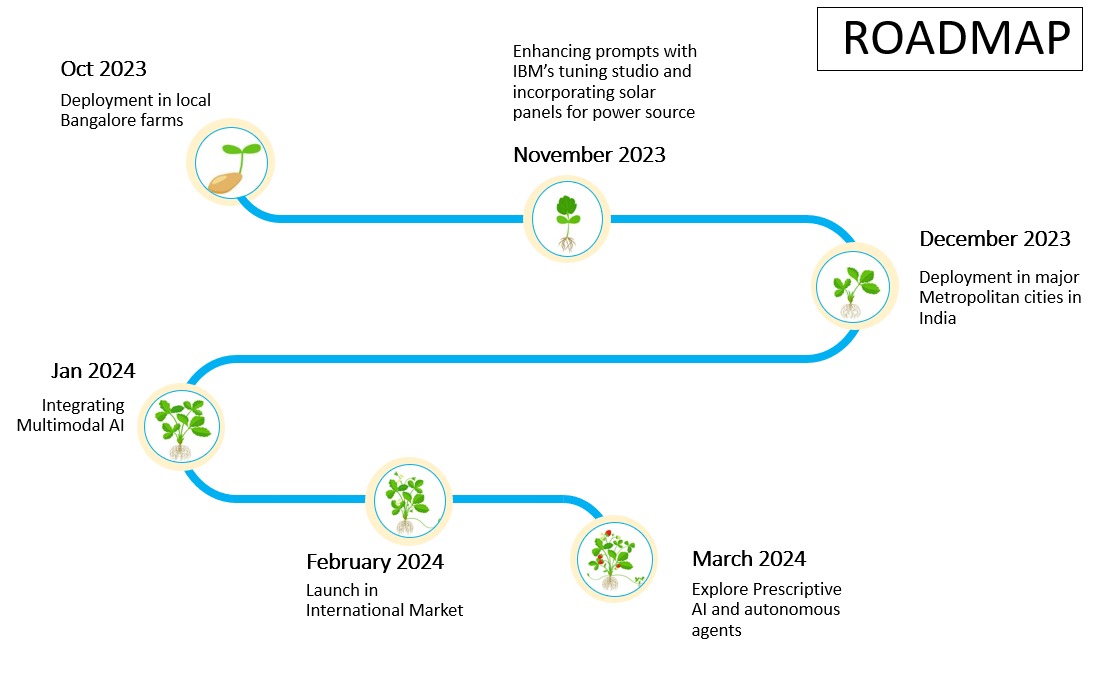 ROADMAP
Oct 2023
Deployment in local
Bangalore farms
Enhancing prompts with
IBM’s tuning studio and
incorporating solar
panels for power source
November 2023
December 2023
Deployment in major
Metropolitan cities in
India
Jan 2024
Integrating
Multimodal AI
February 2024
Launch in
International Market
March 2024
Explore Prescriptive
AI and autonomous
agents